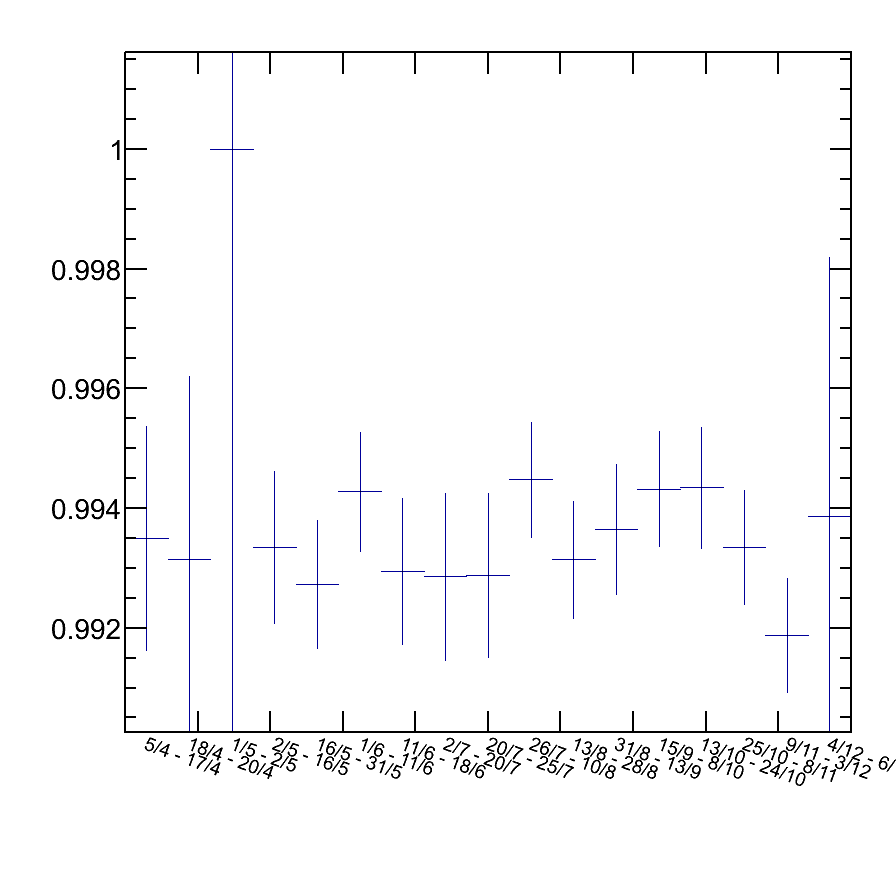 1
0.998
0.996
0.994
0.992
5/4 - 17/4
18/4 - 20/4
1/5 - 2/5
2/5 - 16/5
16/5 - 31/5
1/6 - 11/6
11/6 - 18/6
2/7 - 20/7
20/7 - 25/7
26/7 - 10/8
13/8 - 28/8
31/8 - 13/9
15/9 - 8/10
13/10 - 24/10
25/10 - 8/11
9/11 - 3/12
4/12 - 6/